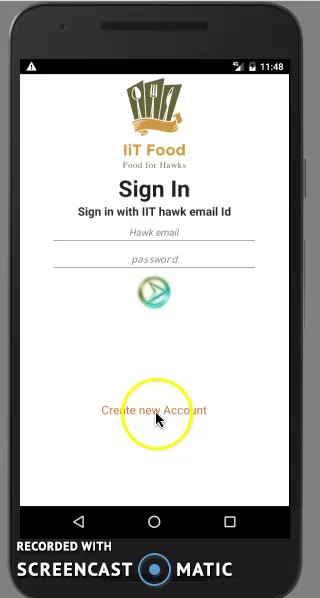 4G 11:48
IiT Food
Food for Hawks
Sign In
Sign in with IIT hawk email Id
Hawk email
password
Create new Account
RECORDED WITH
SCREENCAST MATIC